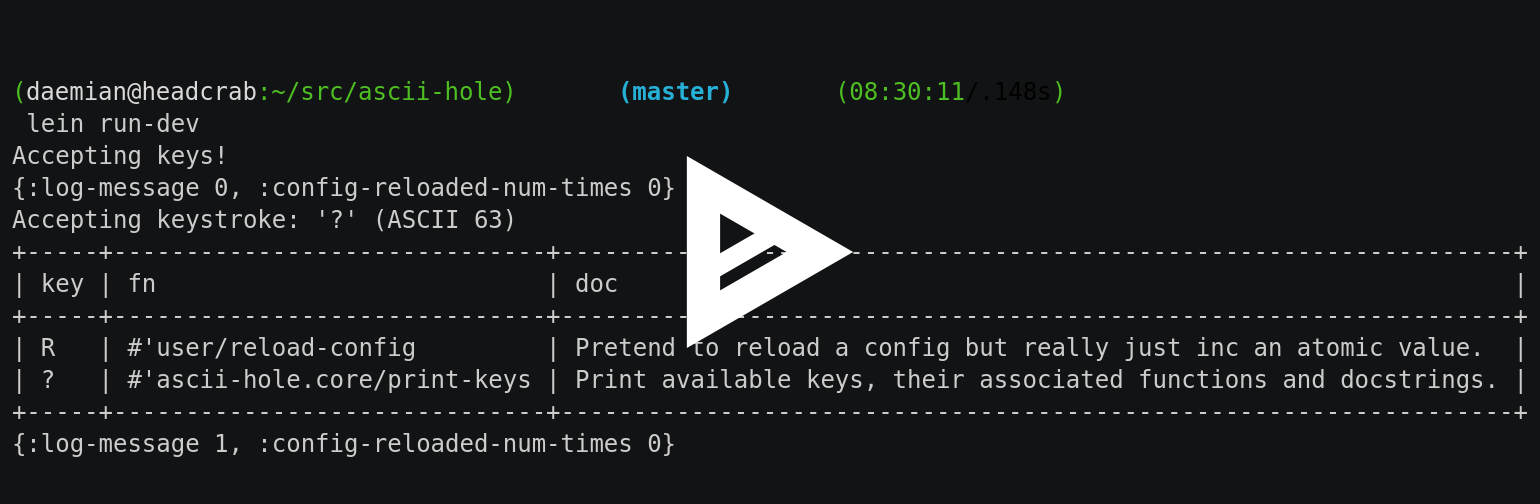 (daemian@headcrab:~/src/ascii-hole)       (master)       (08:30:11/.148s)
 lein run-dev
Accepting keys!
{:log-message 0, :config-reloaded-num-times 0}
Accepting keystroke: '?' (ASCII 63)
+-----+------------------------------+------------------------------------------------------------------+
| key | fn                           | doc                                                              |
+-----+------------------------------+------------------------------------------------------------------+
| R   | #'user/reload-config         | Pretend to reload a config but really just inc an atomic value.  |
| ?   | #'ascii-hole.core/print-keys | Print available keys, their associated functions and docstrings. |
+-----+------------------------------+------------------------------------------------------------------+
{:log-message 1, :config-reloaded-num-times 0}